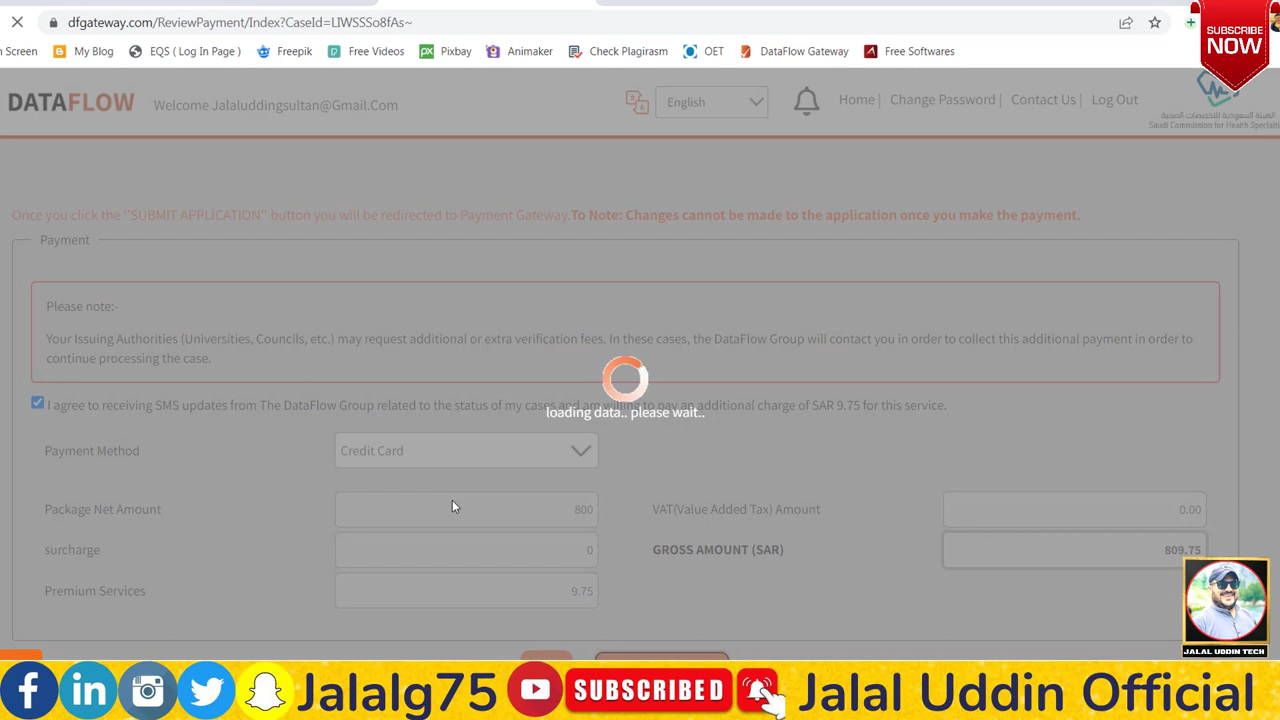 dfgateway.com/ReviewPayment/Index?CaseId=LIWSSSo8fAs~
n Screen My Blog EQS ( Log In Page ) Freepik Free Videos Pixbay Animaker Check Plagirasm OET DataFlow Gateway Free Softwares
SUBSCRIBE
NOW
DATAFLOW Welcome Jalaluddingsultan@Gmail.Com English Home | Change Password | Contact Us | Log Out
الهيئة السعودية للتخصصات الصحية
Saudi Commission for Health Specialti
Once you click the "SUBMIT APPLICATION" button you will be redirected to Payment Gateway.To Note: Changes cannot be made to the application once you make the payment.
Payment
Please note:-
Your Issuing Authorities (Universities, Councils, etc.) may request additional or extra verification fees. In these cases, the DataFlow Group will contact you in order to collect this additional payment in order to
continue processing the case.
I agree to receiving SMS updates from The DataFlow Group related to the status of my cases and am willing to pay an additional charge of SAR 9.75 for this service.
loading data.. please wait..
Payment Method Credit Card
Package Net Amount 800 VAT(Value Added Tax) Amount 0.00
surcharge 0 GROSS AMOUNT (SAR) 809.75
Premium Services 9.75
JALAL UDDIN TECH
Jalalg75 SUBSCRIBED Jalal Uddin Official